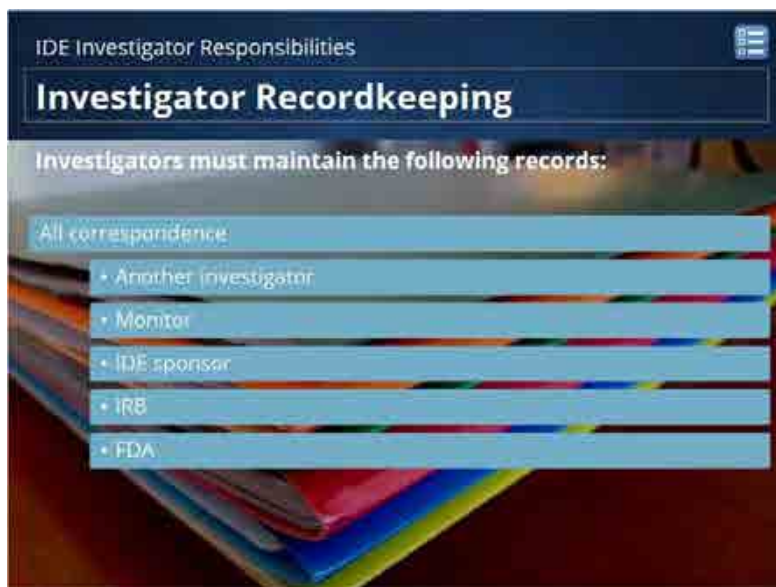 IDE Investigator Responsibilities
Investigator Recordkeeping
Investigators must maintain the following records:
All correspondence
• Another investigator
• Monitor
• IDE sponsor
• IRB
• FDA